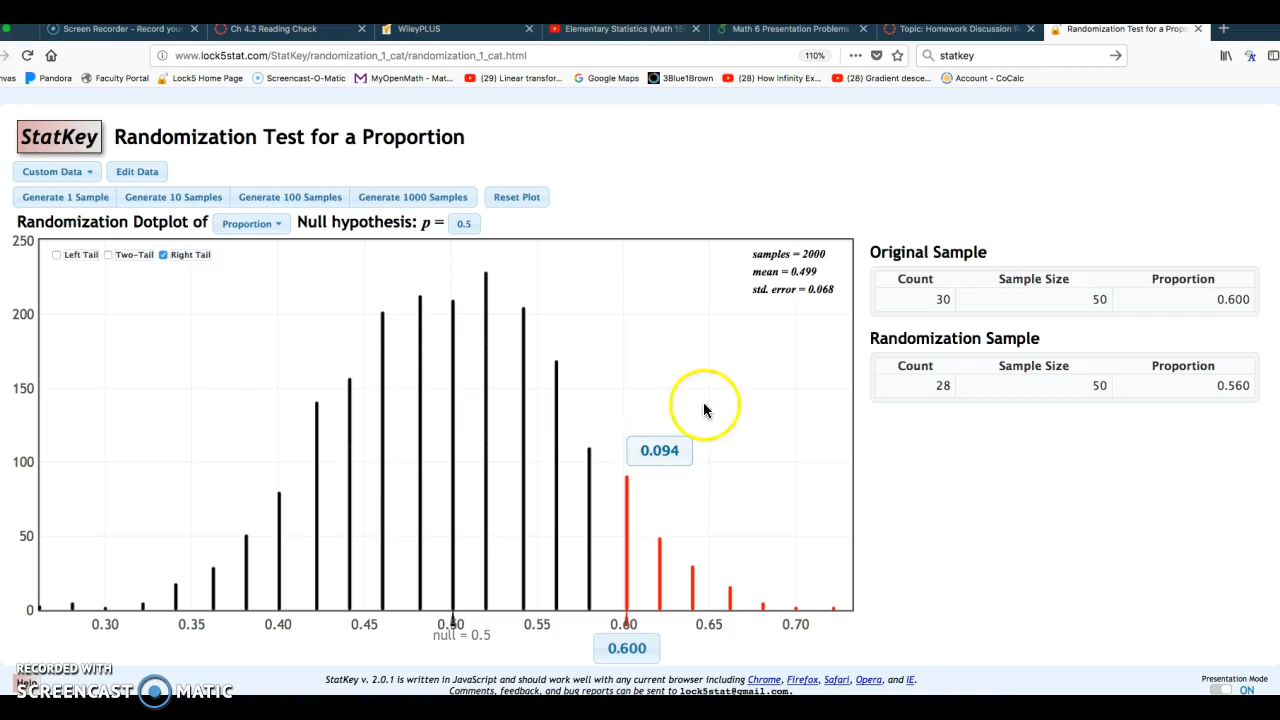 Screen Recorder - Record your
Ch 4.2 Reading Check
WileyPLUS
Elementary Statistics (Math 15
Math 6 Presentation Problems
Topic: Homework Discussion F
Randomization Test for a Propo
www.lock5stat.com/StatKey/randomization_1_cat/randomization_1_cat.html
110%
statkey
nvas
Pandora
Faculty Portal
Lock5 Home Page
Screencast-O-Matic
MyOpenMath - Mat...
(29) Linear transfor...
Google Maps
3Blue1Brown
(28) How Infinity Ex...
(28) Gradient desce...
Account - CoCalc
StatKey Randomization Test for a Proportion
Custom Data Edit Data
Generate 1 Sample Generate 10 Samples Generate 100 Samples Generate 1000 Samples Reset Plot
Randomization Dotplot of Proportion Null hypothesis: p = 0.5
Left Tail Two-Tail Right Tail
samples = 2000
mean = 0.499
std. error = 0.068
250
200
150
100
50
0
0.094
0.30 0.35 0.40 0.45 0.50 0.55 0.60 0.65 0.70
null = 0.5
0.600
Original Sample
Count Sample Size Proportion
30 50 0.600
Randomization Sample
Count Sample Size Proportion
28 50 0.560
Help
StatKey v. 2.0.1 is written in JavaScript and should work well with any current browser including Chrome, Firefox, Safari, Opera, and IE.
Comments, feedback, and bug reports can be sent to lock5stat@gmail.com.
Presentation Mode
ON
RECORDED WITH
SCREENCAST MATIC